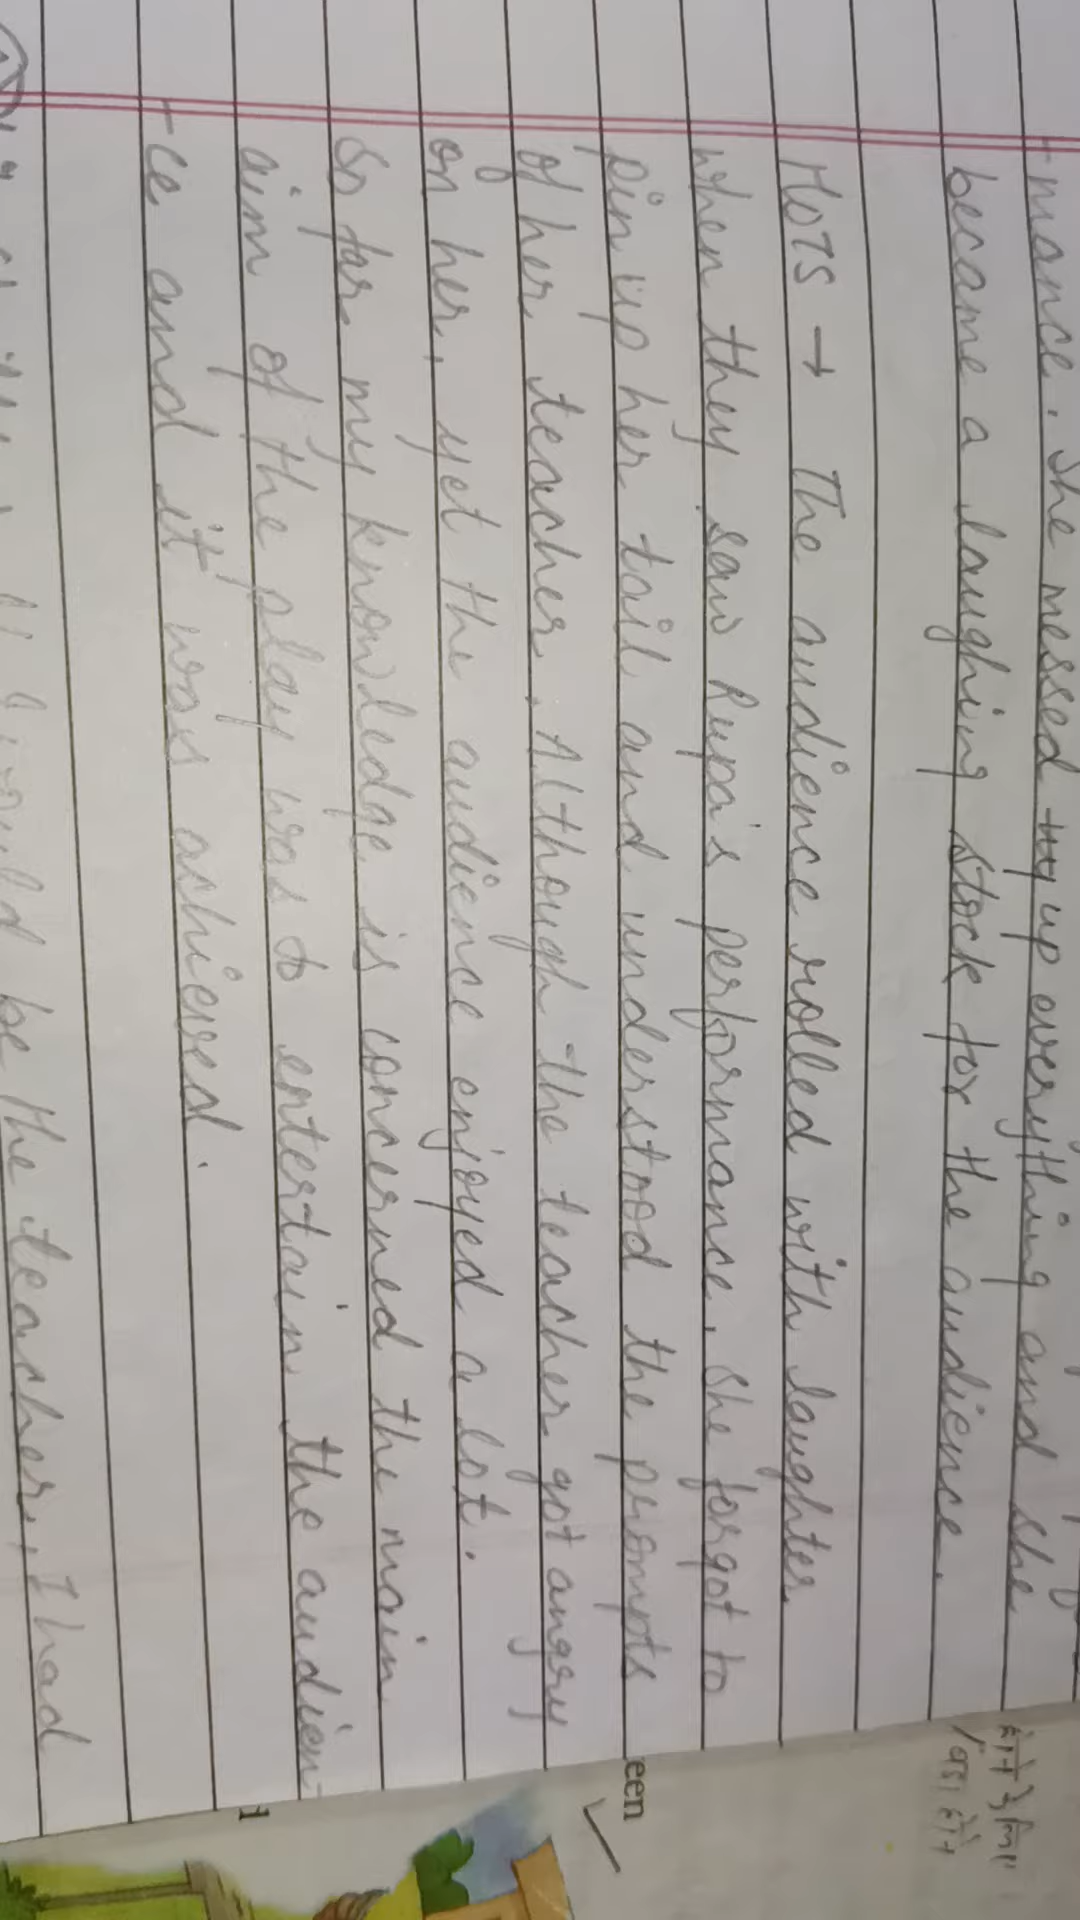 -mance. She messed up everything and she
became a laughing stock for the audience.
HOTS → The audience rolled with laughter
when they saw Rupa's performance. She forgot to
pin up her tail and understood the prompts
of her teacher. Although the teacher got angry
on her, yet the audience enjoyed a lot.
So far my knowledge is concerned the main
aim of the play was to entertain the audien-
-ce and it was achieved.
be the teacher, I had
een
1